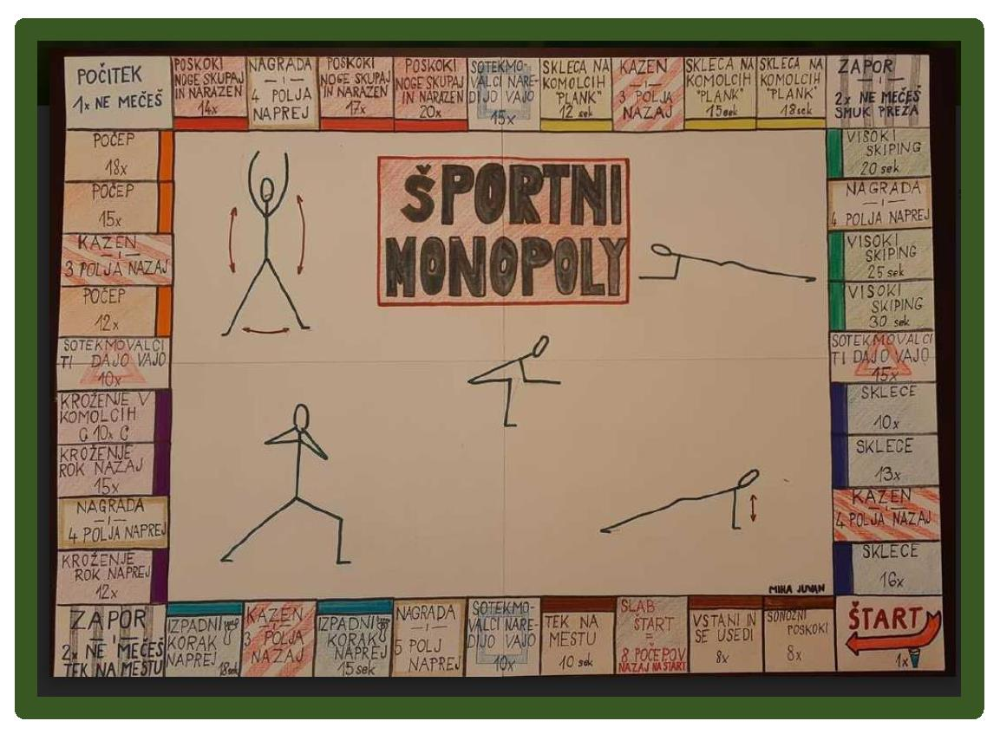 POČITEK
1x NE MEČEŠ
POSKOKI
NOGE SKUPAJ
IN NARAZEN
14x
NAGRADA
- ı -
4 POLJA
NAPREJ
POSKOKI
NOGE SKUPAJ
IN NARAZEN
17x
POSKOKI
NOGE SKUPAJ
IN NARAZEN
20x
SOTEKMO-
VALCI NARE-
DIJO VAJO
15x
SKLECA NA
KOMOLCIH
"PLANK"
12 sek
KAZEN
- ı -
3 POLJA
NAZAJ
SKLECA NA
KOMOLCIH
"PLANK"
15 sek
SKLECA NA
KOMOLCIH
"PLANK"
18 sek
ZAPOR
- ı -
2x NE MEČEŠ
SMUK PREŽA
POČEP
18x
POČEP
15x
KAZEN
- ı -
3 POLJA NAZAJ
POČEP
12x
SOTEKMOVALCI
TI DAJO VAJO
10x
KROŽENJE V
KOMOLCIH
10x
KROŽENJE
ROK NAZAJ
15x
NAGRADA
- ı -
4 POLJA NAPREJ
KROŽENJE
ROK NAPREJ
12x
ŠPORTNI
MONOPOLY
MIHA JUVAN
VISOKI
SKIPING
20 sek
NAGRADA
- ı -
4 POLJA NAPREJ
VISOKI
SKIPING
25 sek
VISOKI
SKIPING
30 sek
SOTEKMOVALCI
TI DAJO VAJO
15x
SKLECE
10x
SKLECE
13x
KAZEN
- ı -
4 POLJA NAZAJ
SKLECE
16x
ZAPOR
- ı -
2x NE MEČEŠ
TEK NA MESTU
IZPADNI
KORAK
NAPREJ
18 sek
KAZEN
- ı -
3 POLJA
NAZAJ
IZPADNI
KORAK
NAPREJ
15 sek
NAGRADA
- ı -
5 POLJ
NAPREJ
SOTEKMO-
VALCI NARE-
DIJO VAJO
10x
TEK NA
MESTU
10 sek
SLAB
ŠTART
=
8 POČEPOV
NAZAJ NA START
VSTANI IN
SE USEDI
8x
SONOŽNI
POSKOKI
8x
ŠTART
1x